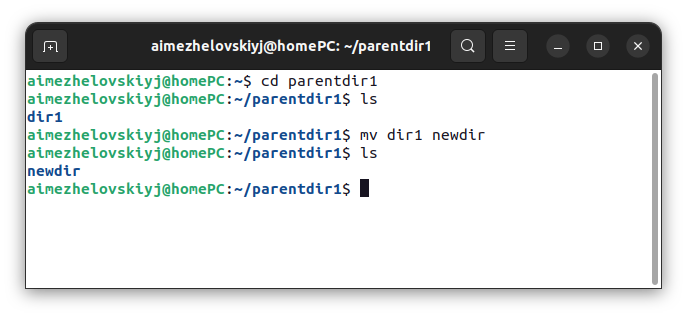 aimezhelovskiyj@homePC: ~/parentdir1
aimezhelovskiyj@homePC:~$ cd parentdir1
aimezhelovskiyj@homePC:~/parentdir1$ ls
dir1
aimezhelovskiyj@homePC:~/parentdir1$ mv dir1 newdir
aimezhelovskiyj@homePC:~/parentdir1$ ls
newdir
aimezhelovskiyj@homePC:~/parentdir1$